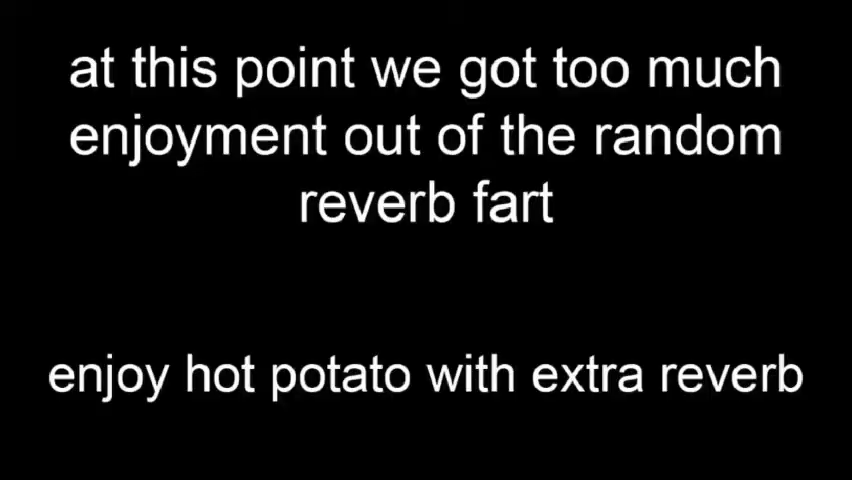 at this point we got too much
enjoyment out of the random
reverb fart
enjoy hot potato with extra reverb